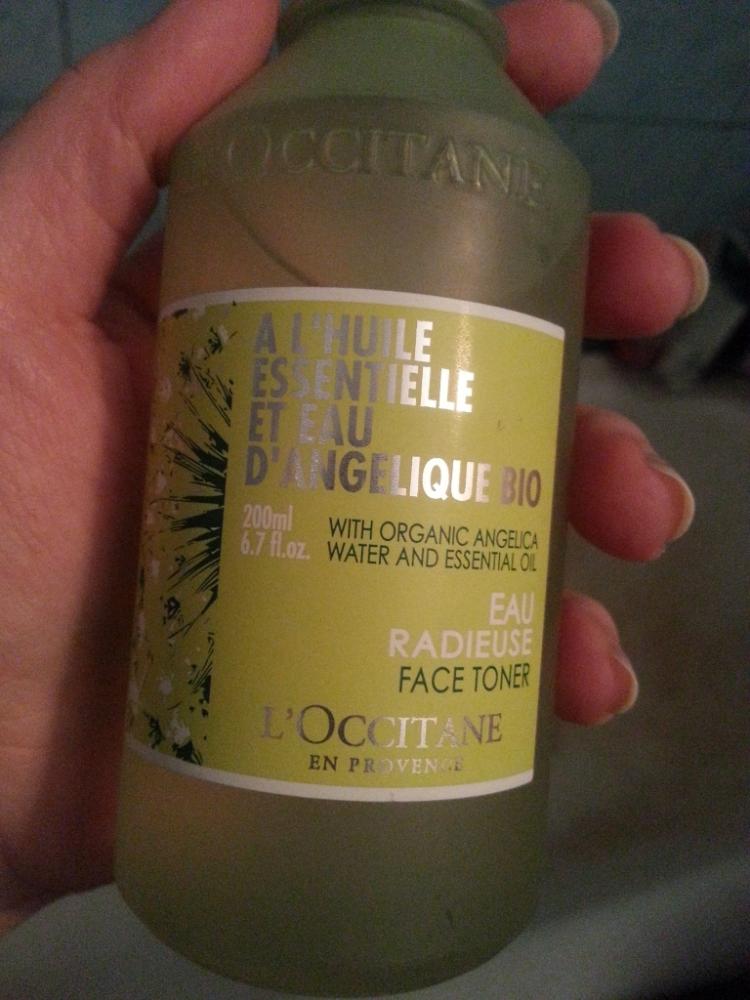 L'OCCITANE
A L'HUILE
ESSENTIELLE
ET EAU
D'ANGELIQUE BIO
200ml
6.7 fl.oz.
WITH ORGANIC ANGELICA
WATER AND ESSENTIAL OIL
EAU
RADIEUSE
FACE TONER
L'OCCITANE
EN PROVENCE